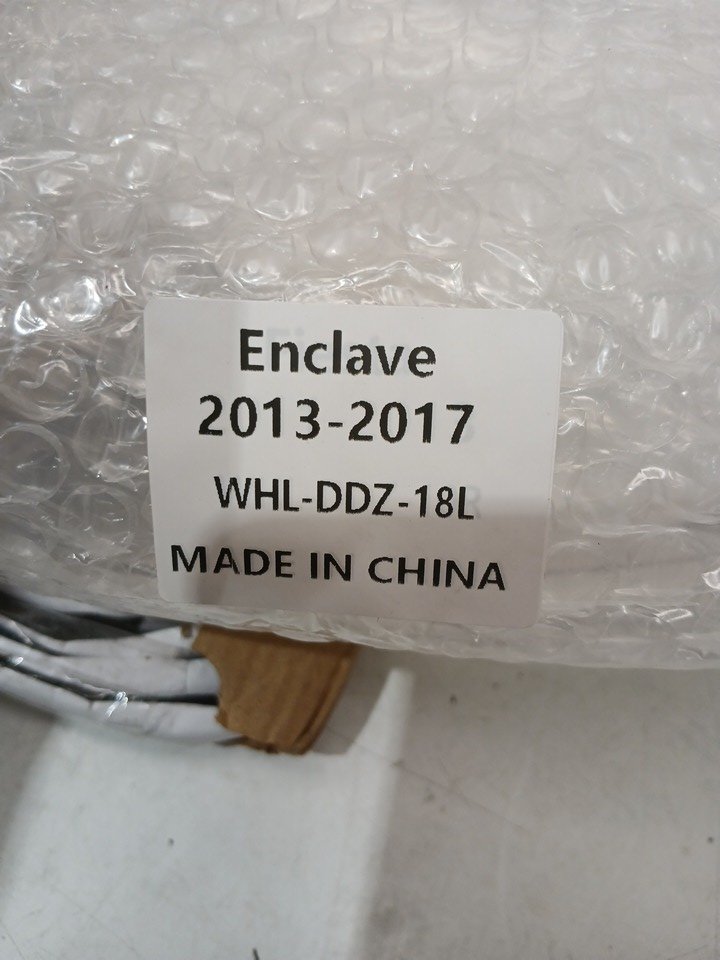 Enclave
2013-2017
WHL-DDZ-18L
MADE IN CHINA